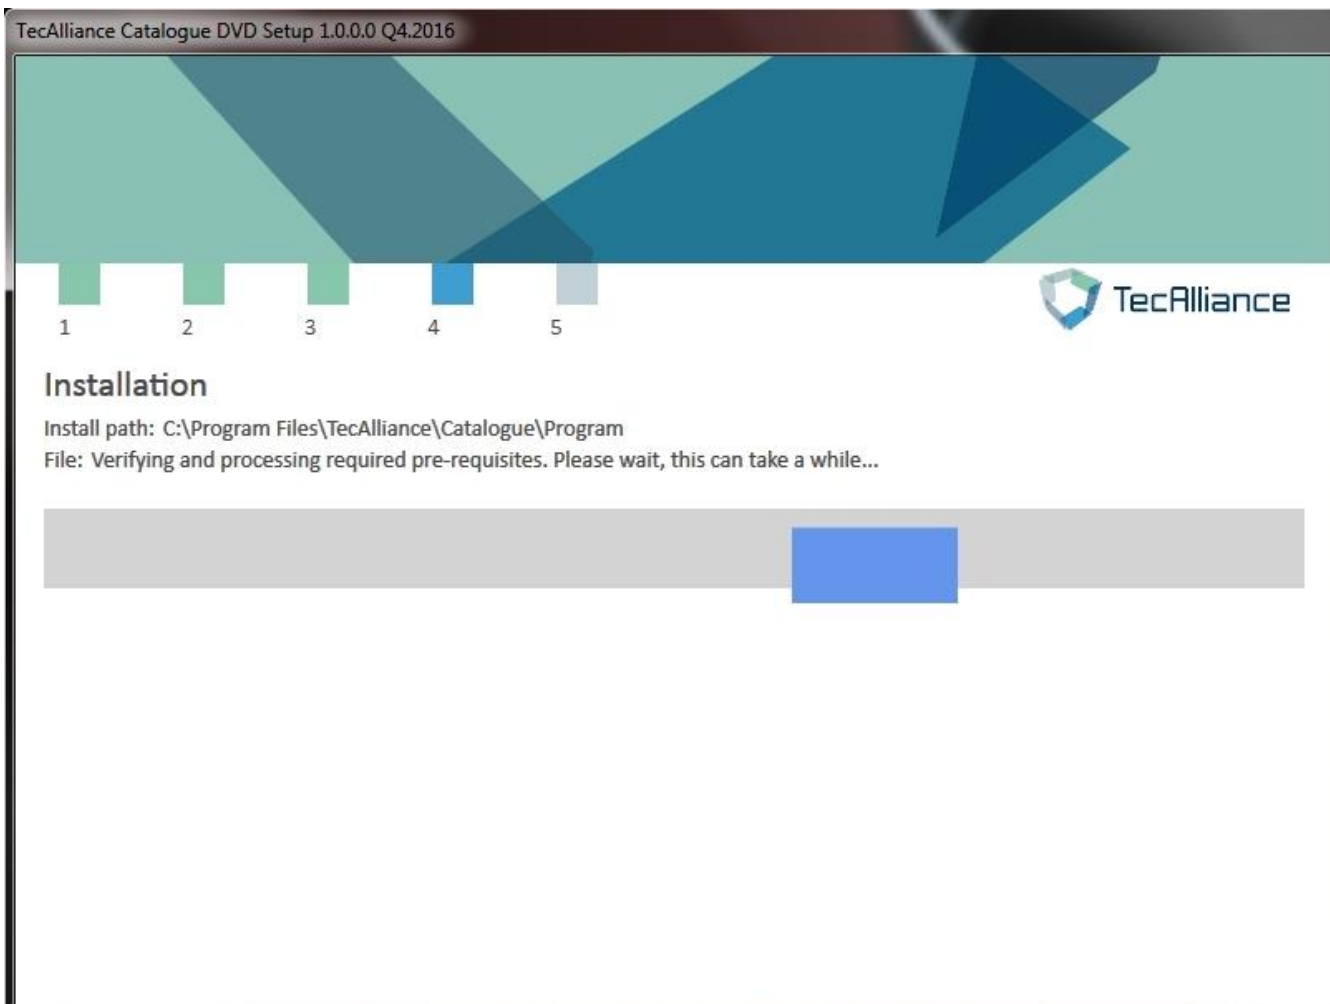 TecAlliance Catalogue DVD Setup 1.0.0.0 Q4.2016
1 2 3 4 5
TecAlliance
Installation
Install path: C:\Program Files\TecAlliance\Catalogue\Program
File: Verifying and processing required pre-requisites. Please wait, this can take a while...